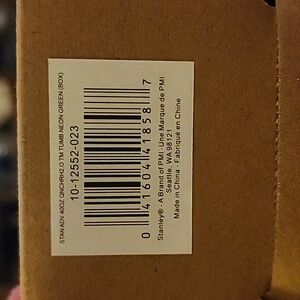 STAN ADV 40OZ QNCHRH2.O TM TUMB NEON GREEN (BOX)
10-12552-023
0 41604 41858 7
Stanley® - A Brand of PMI - Une Marque de PMI
Seattle, WA 98121
Made in China - Fabriqué en Chine